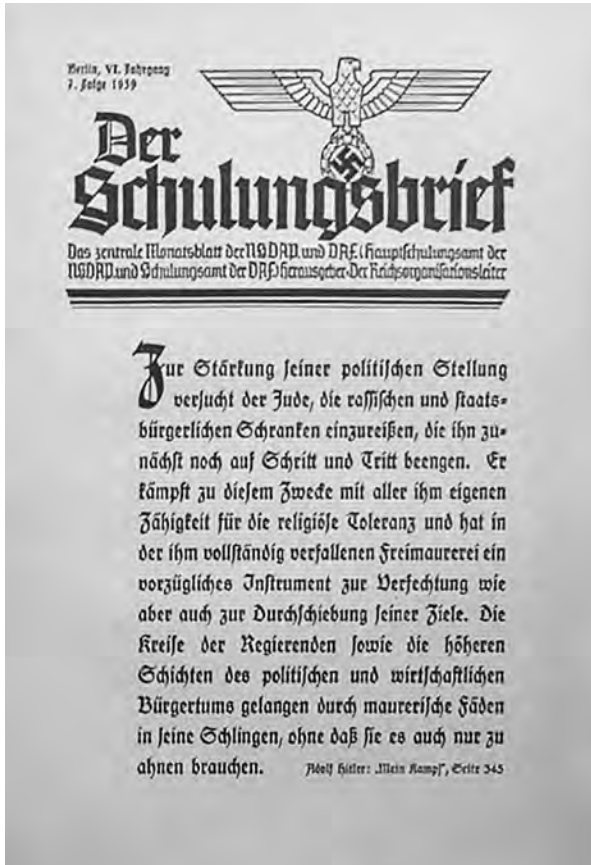 Berlin, VI. Jahrgang
7. Folge 1939
Der
Schulungsbrief
Das zentrale Monatsblatt der NSDAP. und DAF. (Hauptschulungsamt der
NSDAP. und Schulungsamt der DAF.) Herausgeber: Der Reichsorganisationsleiter
Zur Stärkung seiner politischen Stellung
versucht der Jude, die rassischen und staats-
bürgerlichen Schranken einzureißen, die ihn zu-
nächst noch auf Schritt und Tritt beengen. Er
kämpft zu diesem Zwecke mit aller ihm eigenen
Zähigkeit für die religiöse Toleranz und hat in
der ihm vollständig verfallenen Freimaurerei ein
vorzügliches Instrument zur Verfechtung wie
aber auch zur Durchschiebung seiner Ziele. Die
Kreise der Regierenden sowie die höheren
Schichten des politischen und wirtschaftlichen
Bürgertums gelangen durch maurerische Fäden
in seine Schlingen, ohne daß sie es auch nur zu
ahnen brauchen. Adolf Hitler: „Mein Kampf", Seite 345